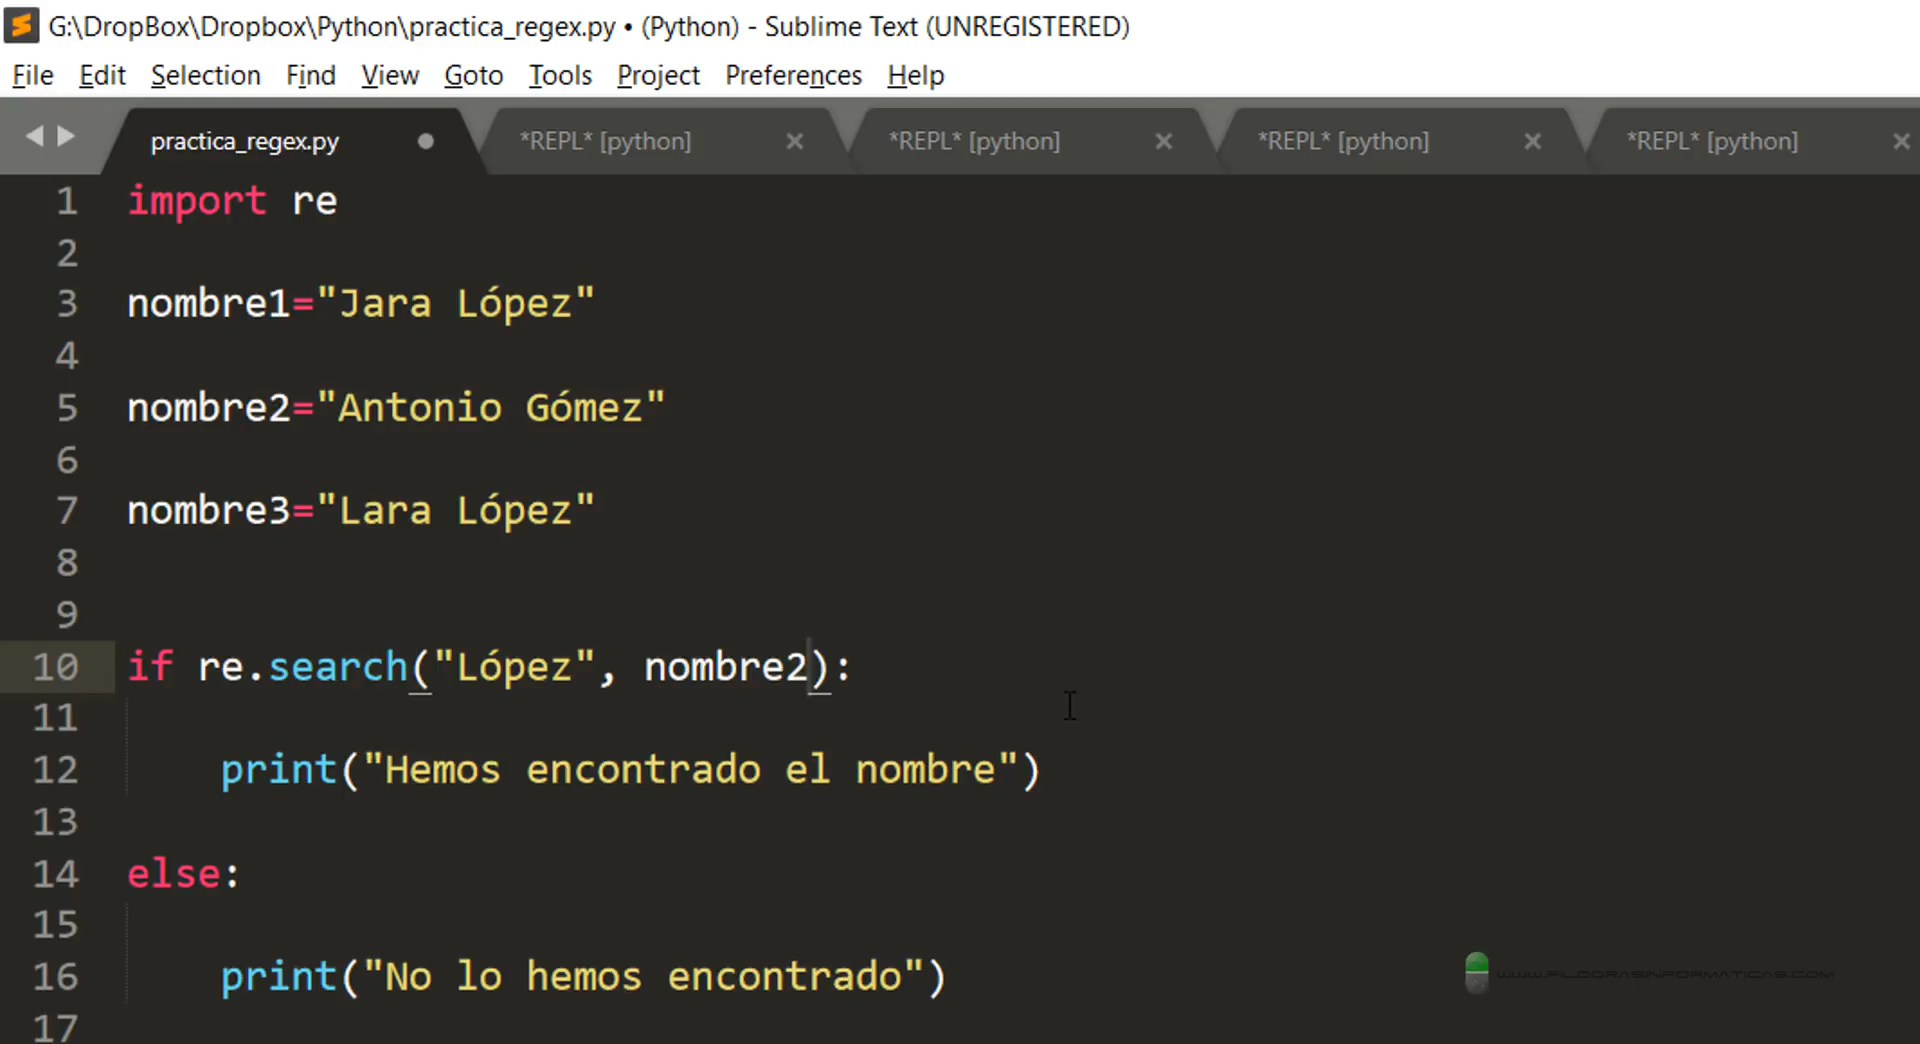 G:\DropBox\Dropbox\Python\practica_regex.py • (Python) - Sublime Text (UNREGISTERED)
File Edit Selection Find View Goto Tools Project Preferences Help
practica_regex.py *REPL* [python] *REPL* [python] *REPL* [python] *REPL* [python]
1 import re
2
3 nombre1="Jara López"
4
5 nombre2="Antonio Gómez"
6
7 nombre3="Lara López"
8
9
10 if re.search("López", nombre2):
11
12 print("Hemos encontrado el nombre")
13
14 else:
15
16 print("No lo hemos encontrado")
17
WWW.PILDORASINFORMATICAS.COM